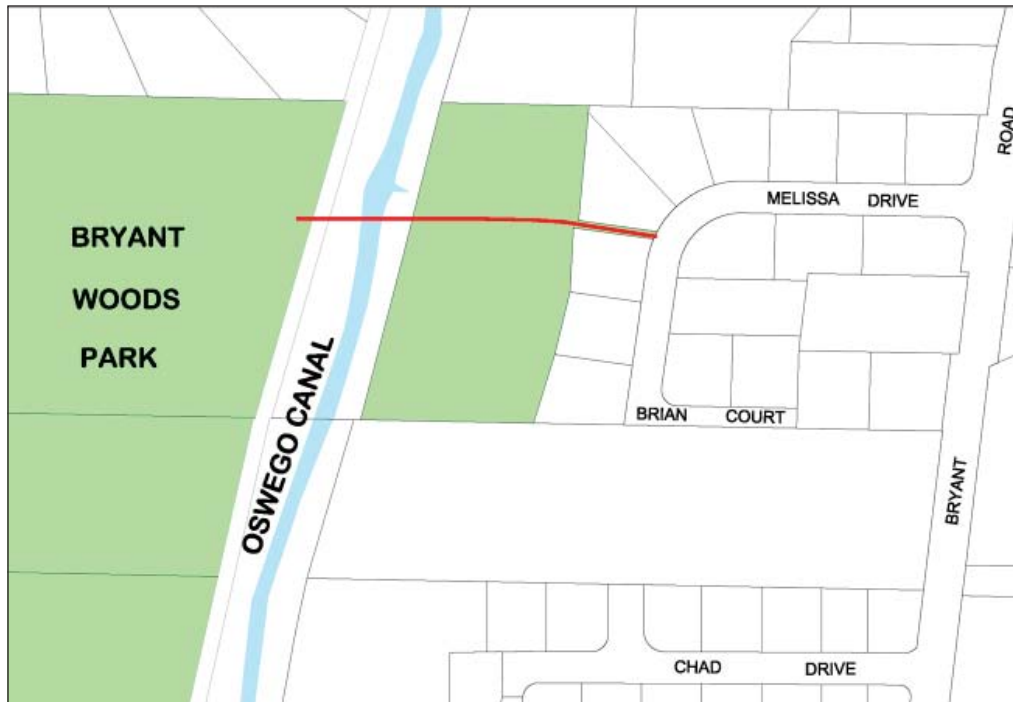 ROAD
MELISSA DRIVE
BRYANT
WOODS
PARK
OSWEGO CANAL
BRIAN COURT
BRYANT
CHAD DRIVE